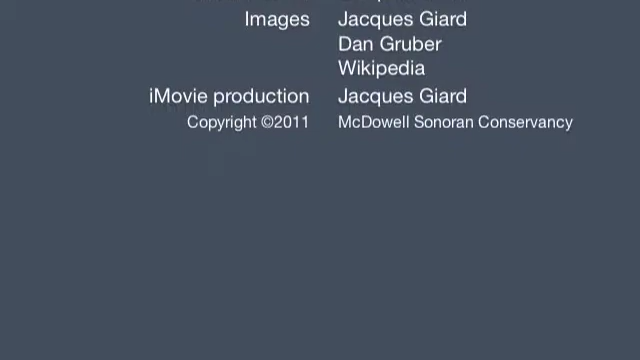 Images Jacques Giard
Dan Gruber
Wikipedia
iMovie production Jacques Giard
Copyright ©2011 McDowell Sonoran Conservancy